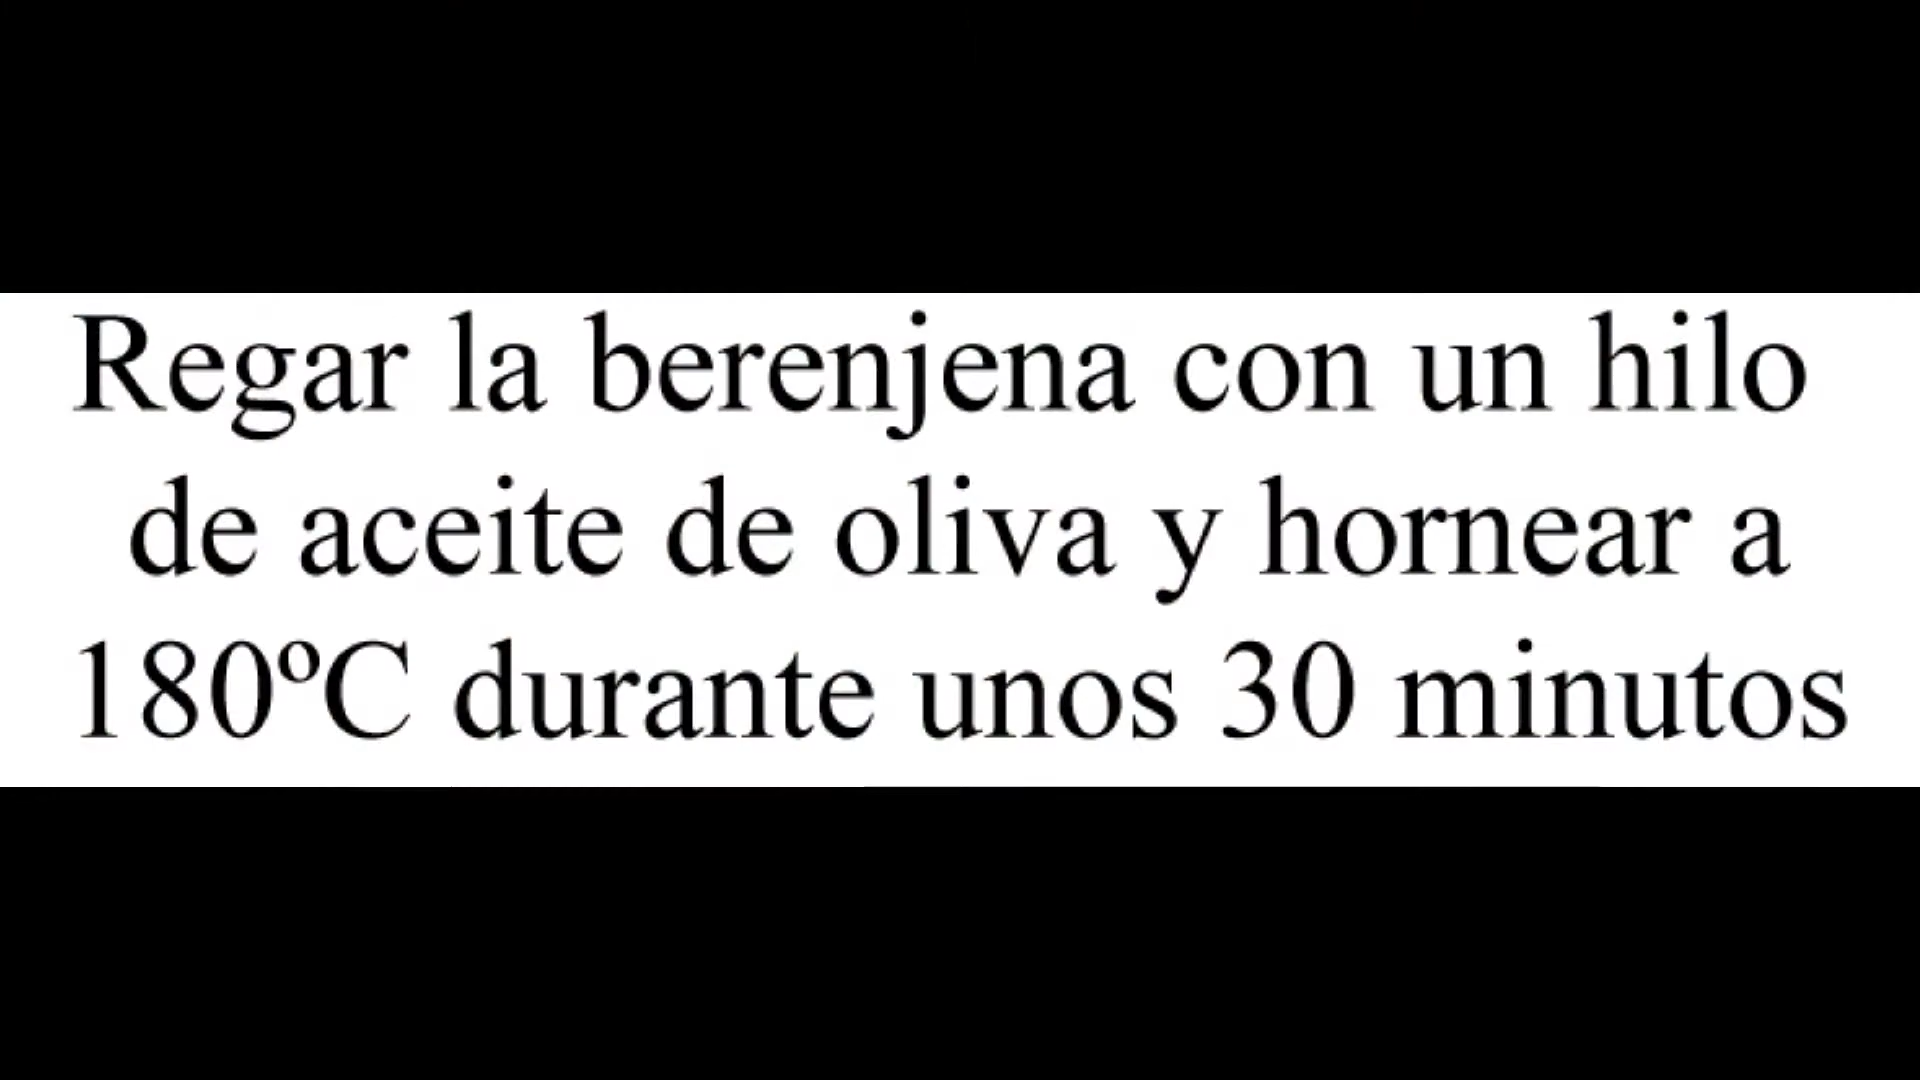 Regar la berenjena con un hilo
de aceite de oliva y hornear a
180ºC durante unos 30 minutos